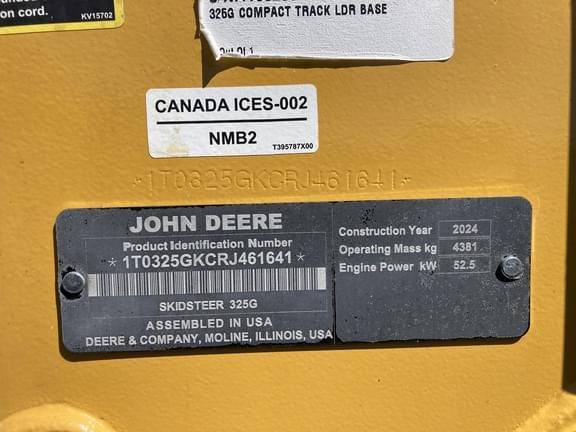 on cord.
KV15702
325G COMPACT TRACK LDR BASE
CANADA ICES-002
NMB2
T395787X00
*1T0325GKCRJ461641*
JOHN DEERE
Product Identification Number
*1T0325GKCRJ461641*
SKIDSTEER 325G
ASSEMBLED IN USA
DEERE & COMPANY, MOLINE, ILLINOIS, USA
Construction Year 2024
Operating Mass kg 4381
Engine Power kW 52.5